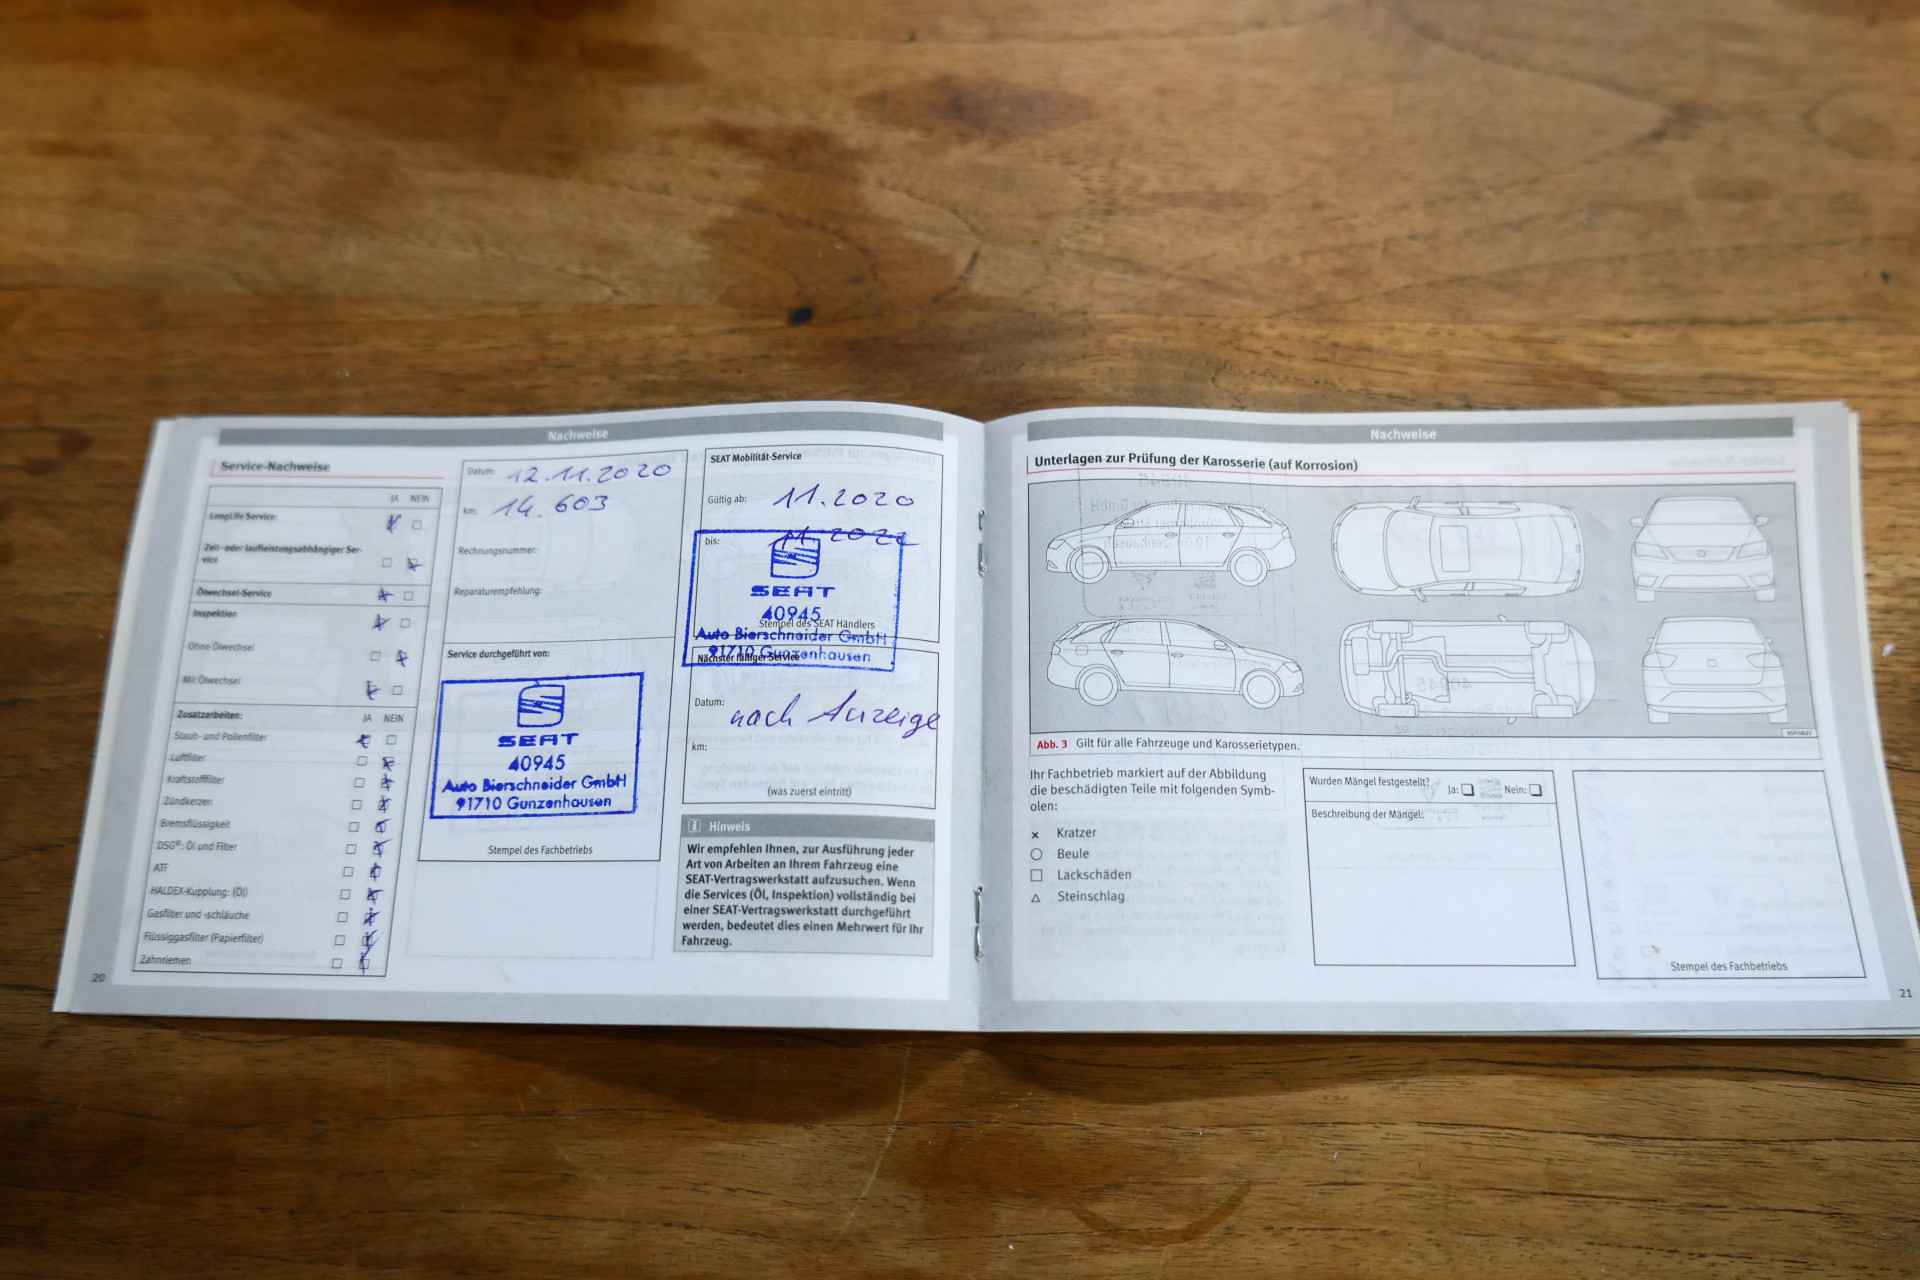 Nachweise
Service-Nachweise
JA NEIN
LongLife Service:
Zeit- oder laufleistungsabhängiger Ser-
vice
Ölwechsel-Service
Inspektion
Ohne Ölwechsel
Mit Ölwechsel
Zusatzarbeiten: JA NEIN
Staub- und Pollenfilter
Luftfilter
Kraftstofffilter
Zündkerzen
Bremsflüssigkeit
DSG®: Öl und Filter
ATF
HALDEX-Kupplung: (Öl)
Gasfilter und -schläuche
Flüssiggasfilter (Papierfilter)
Zahnriemen
20
Datum: 12.11.2020
km: 14.603
Rechnungsnummer:
Reparaturempfehlung:
Service durchgeführt von:
SEAT
40945
Auto Bierschneider GmbH
91710 Gunzenhausen
Stempel des Fachbetriebs
SEAT Mobilität-Service
Gültig ab: 11.2020
bis: 11.2022
SEAT
40945
Stempel des SEAT Händlers
Auto Bierschneider GmbH
91710 Gunzenhausen
Nächster fälliger Service
Datum: nach Anzeige
km:
(was zuerst eintritt)
Hinweis
Wir empfehlen Ihnen, zur Ausführung jeder
Art von Arbeiten an Ihrem Fahrzeug eine
SEAT-Vertragswerkstatt aufzusuchen. Wenn
die Services (Öl, Inspektion) vollständig bei
einer SEAT-Vertragswerkstatt durchgeführt
werden, bedeutet dies einen Mehrwert für Ihr
Fahrzeug.
Nachweise
Unterlagen zur Prüfung der Karosserie (auf Korrosion)
Abb. 3 Gilt für alle Fahrzeuge und Karosserietypen.
Ihr Fachbetrieb markiert auf der Abbildung
die beschädigten Teile mit folgenden Symb-
olen:
× Kratzer
○ Beule
□ Lackschäden
△ Steinschlag
Wurden Mängel festgestellt?
Ja: Nein:
Beschreibung der Mängel:
Stempel des Fachbetriebs
21